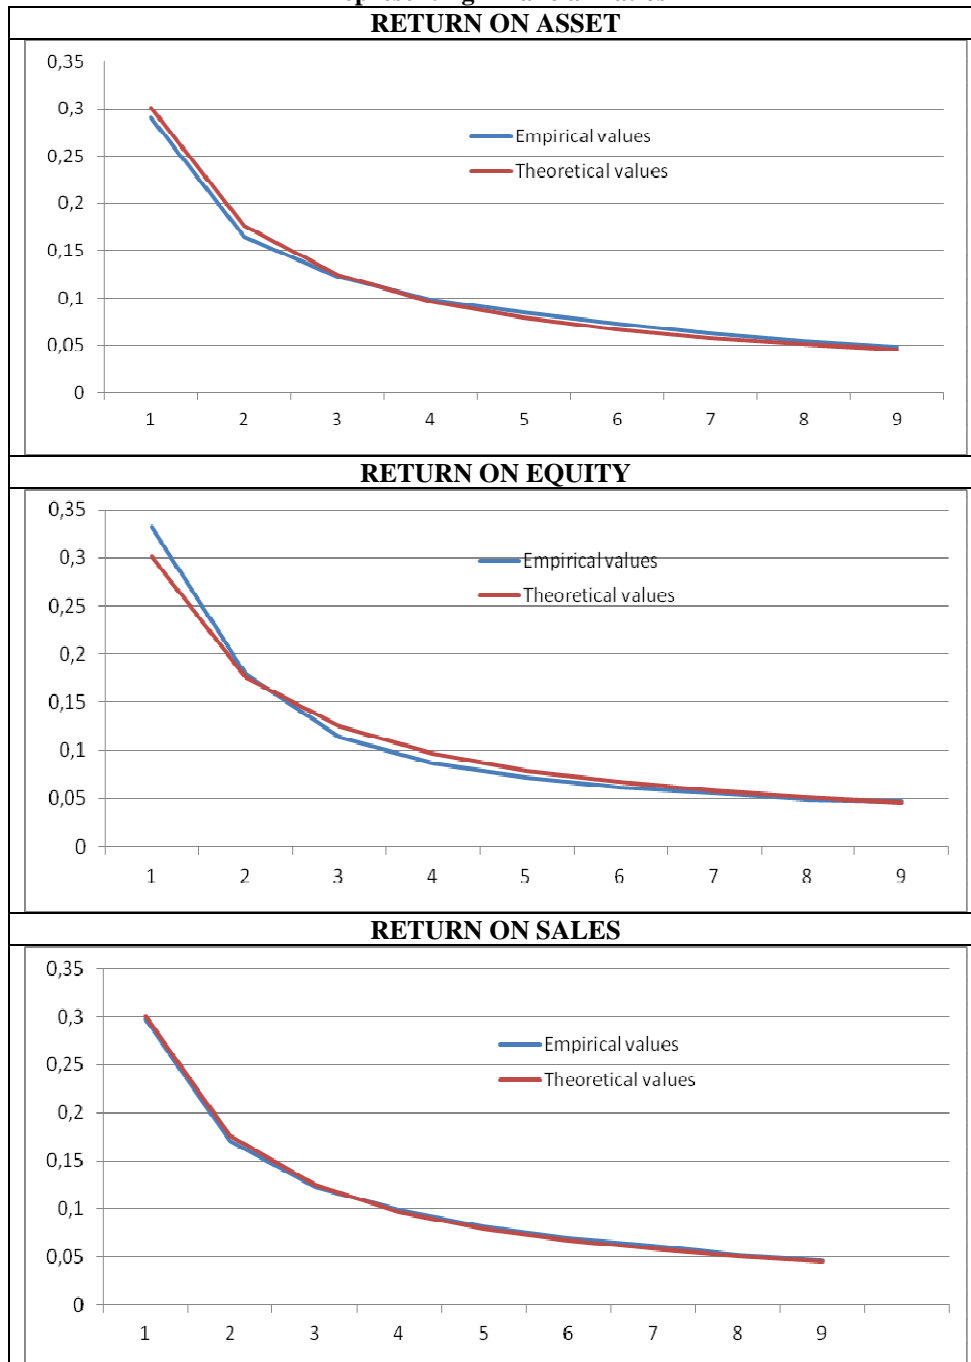 RETURN ON ASSET
0,35
0,3
0,25
0,2
0,15
0,1
0,05
0
Empirical values
Theoretical values
1 2 3 4 5 6 7 8 9
RETURN ON EQUITY
0,35
0,3
0,25
0,2
0,15
0,1
0,05
0
Empirical values
Theoretical values
1 2 3 4 5 6 7 8 9
RETURN ON SALES
0,35
0,3
0,25
0,2
0,15
0,1
0,05
0
Empirical values
Theoretical values
1 2 3 4 5 6 7 8 9